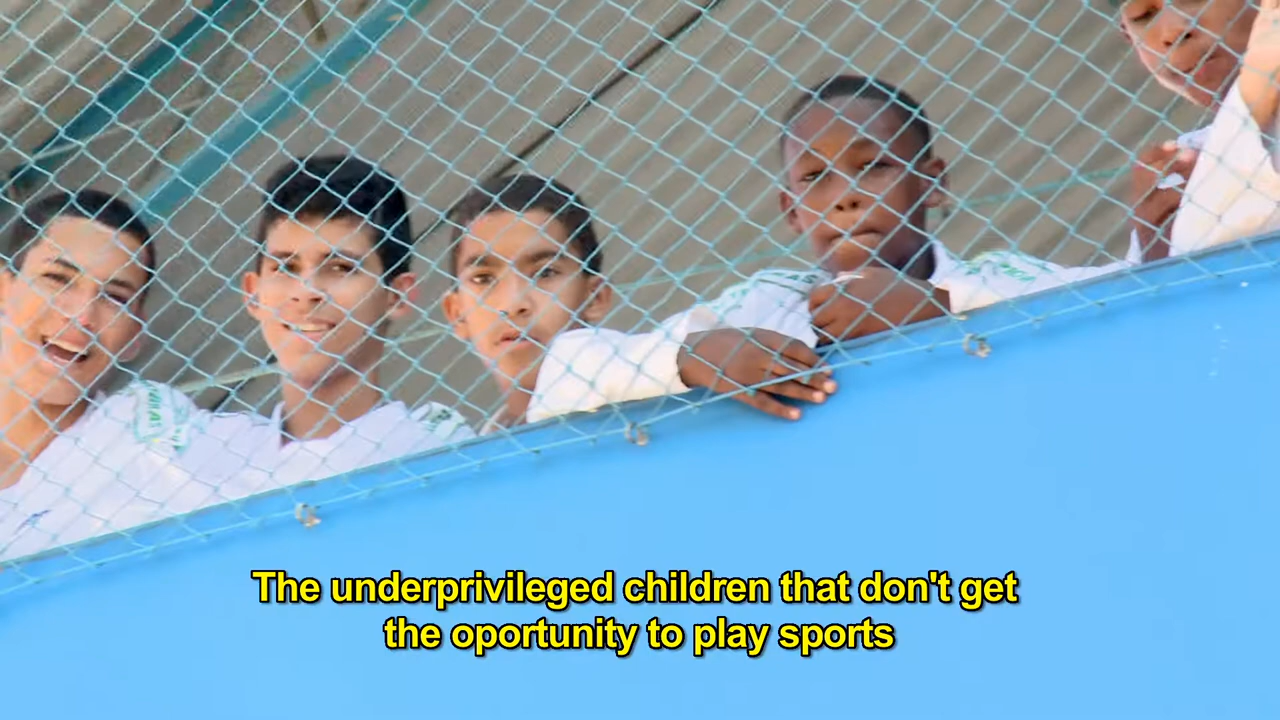 The underprivileged children that don't get
the oportunity to play sports